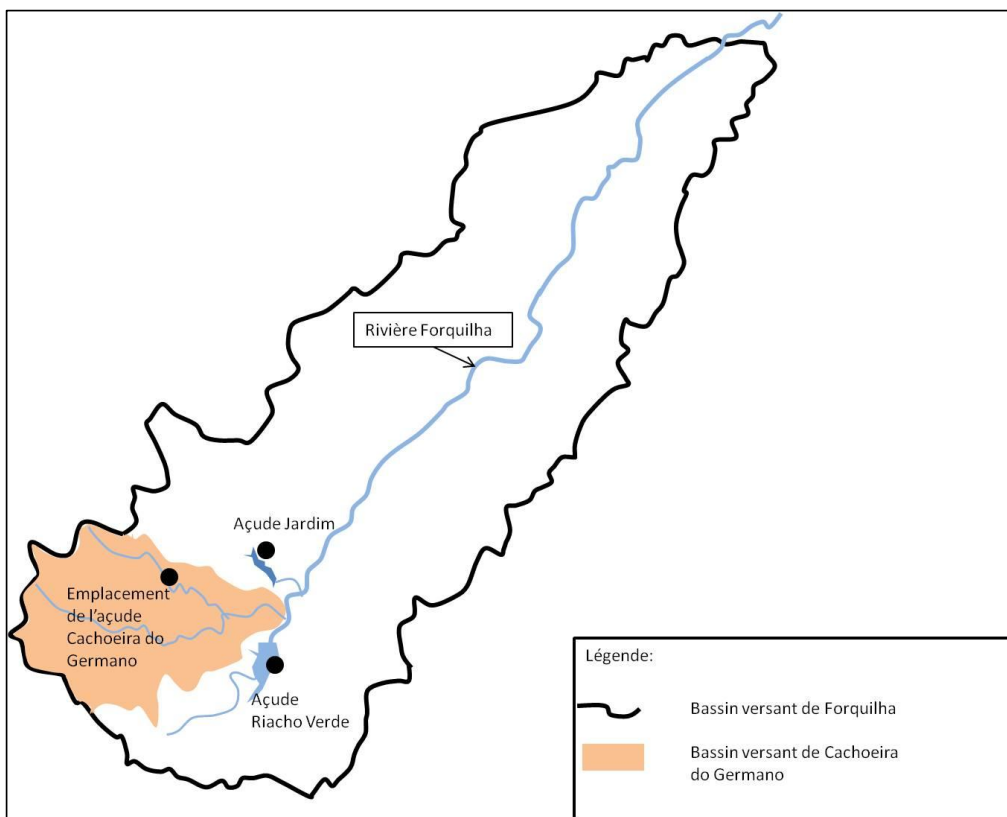 Rivière Forquilha
Açude Jardim
Emplacement
de l'açude
Cachoeira do
Germano
Açude
Riacho Verde
Légende:
Bassin versant de Forquilha
Bassin versant de Cachoeira
do Germano